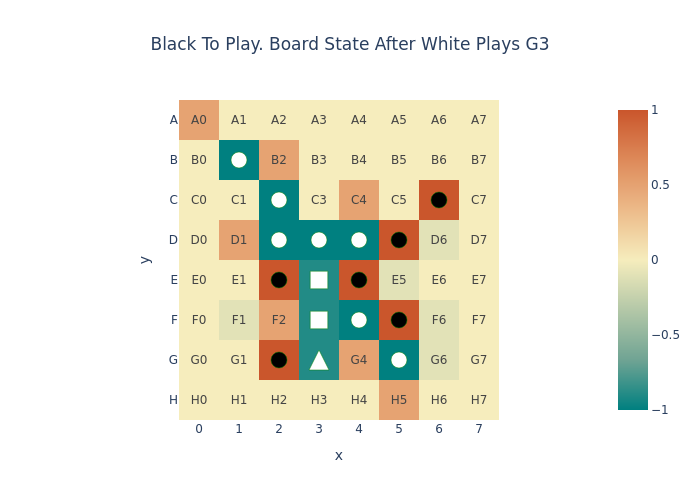 Black To Play. Board State After White Plays G3
A A0 A1 A2 A3 A4 A5 A6 A7
B B0 B2 B3 B4 B5 B6 B7
C C0 C1 C3 C4 C5 C7
D D0 D1 D6 D7
E E0 E1 E5 E6 E7
F F0 F1 F2 F6 F7
G G0 G1 G4 G6 G7
H H0 H1 H2 H3 H4 H5 H6 H7
0 1 2 3 4 5 6 7
x
y
1
0.5
0
−0.5
−1